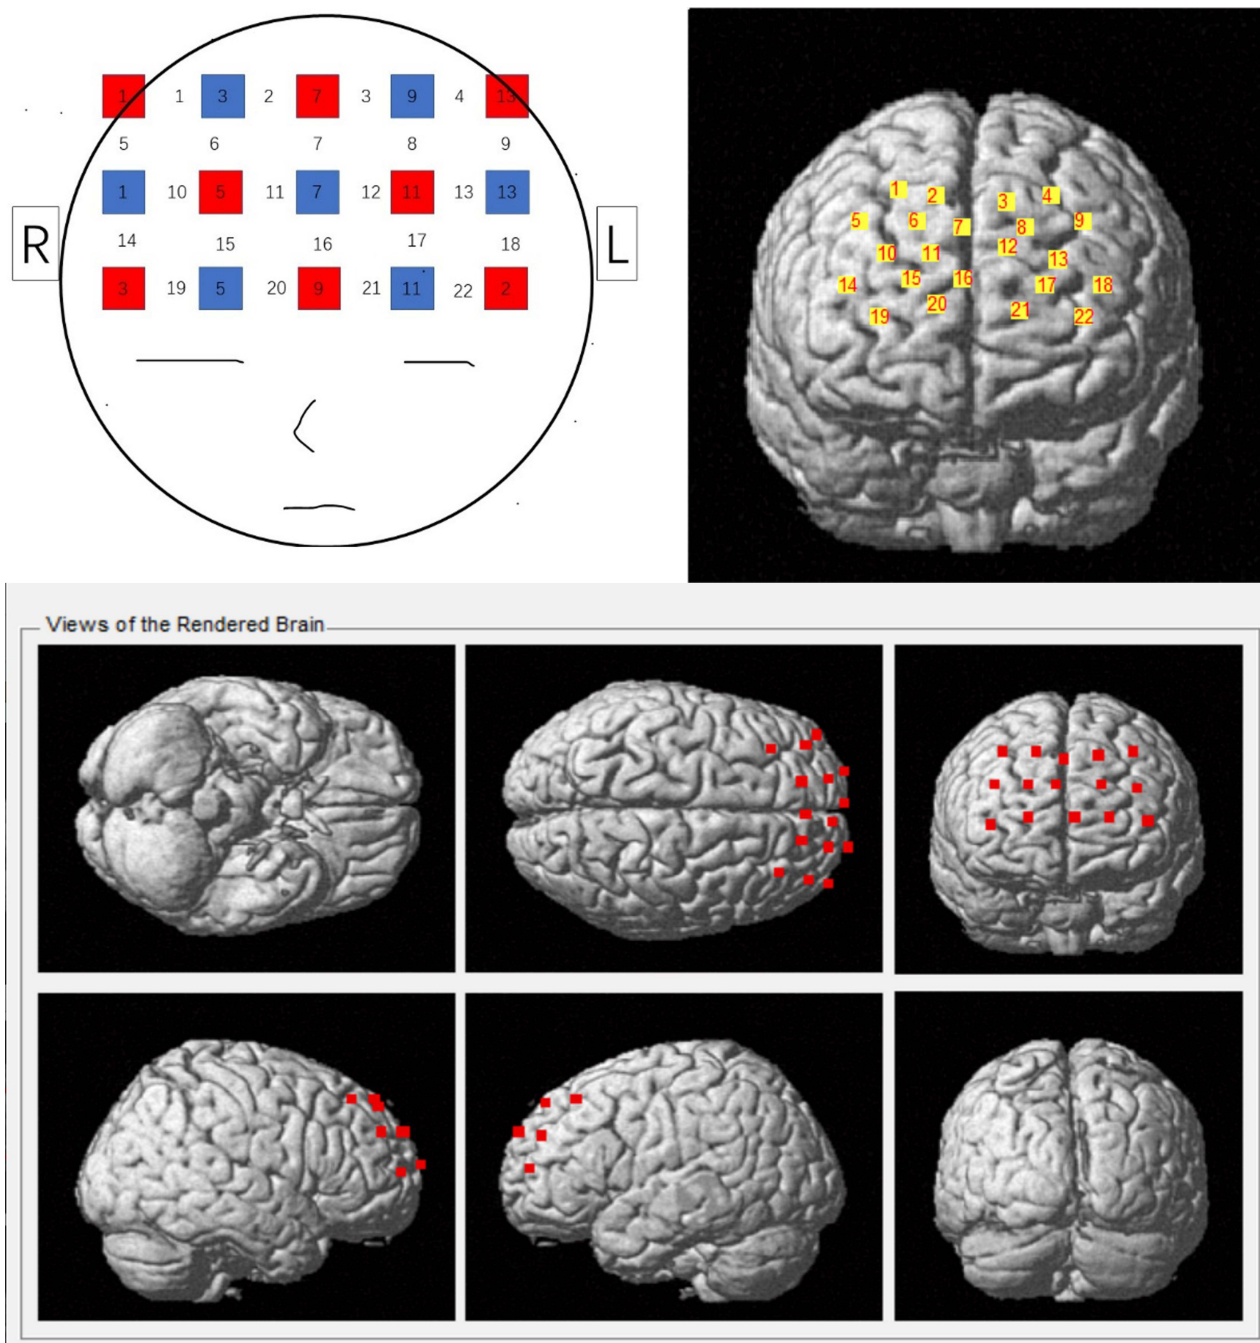 1 1 3 2 7 3 9 4 13
5 6 7 8 9
1 10 5 11 7 12 11 13 13
14 15 16 17 18
R L
3 19 5 20 9 21 11 22 2
1 2 3 4
5 6 7 8 9
10 11 12 13
14 15 16 17 18
19 20 21 22
Views of the Rendered Brain